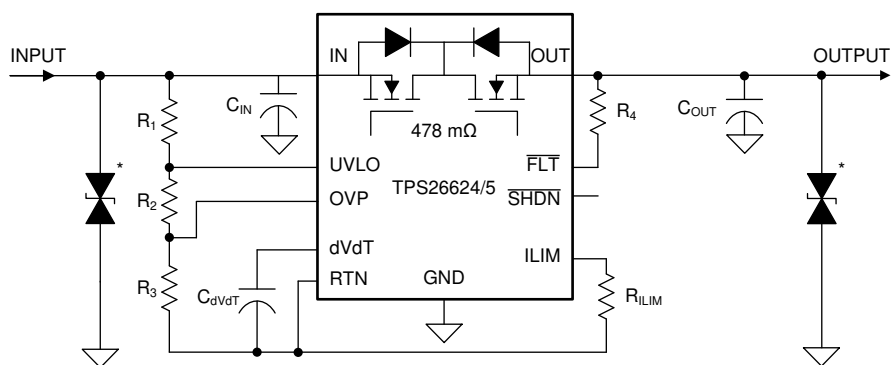 INPUT
IN
OUT
OUTPUT
R1
CIN
478 mΩ
R4
COUT
*
UVLO
FLT
*
R2
TPS26624/5
OVP
SHDN
dVdT
ILIM
R3
CdVdT
RTN
GND
RILIM